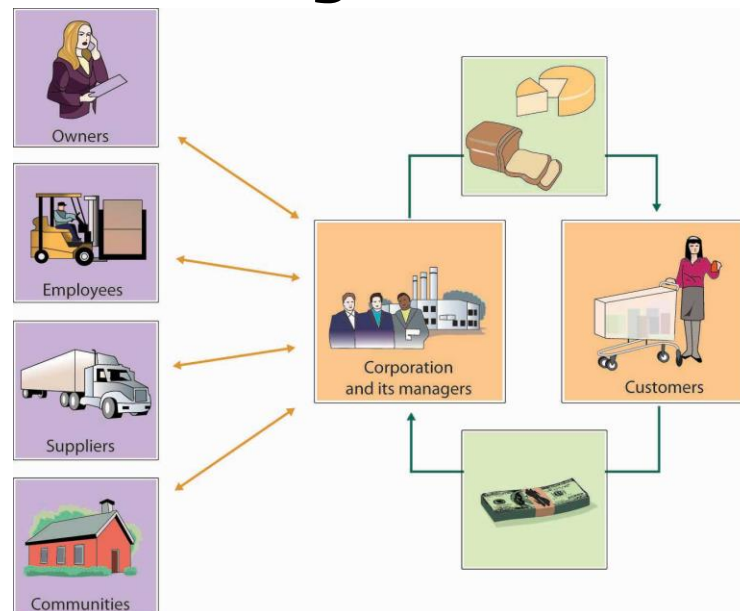 Owners
Employees
Suppliers
Communities
Corporation
and its managers
Customers